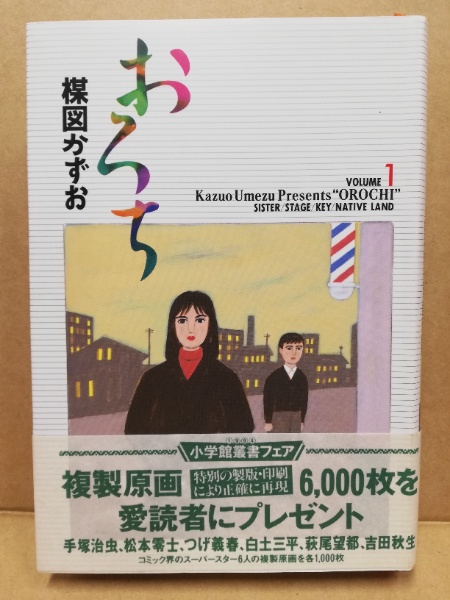 おろち
楳図かずお
VOLUME 1
Kazuo Umezu Presents "OROCHI"
SISTER/STAGE/KEY/NATIVE LAND
小学館叢書フェア
複製原画
特別の製版・印刷
により正確に再現
6,000枚を
愛読者にプレゼント
手塚治虫、松本零士、つげ義春、白土三平、萩尾望都、吉田秋生
コミック界のスーパースター6人の複製原画を各1,000枚